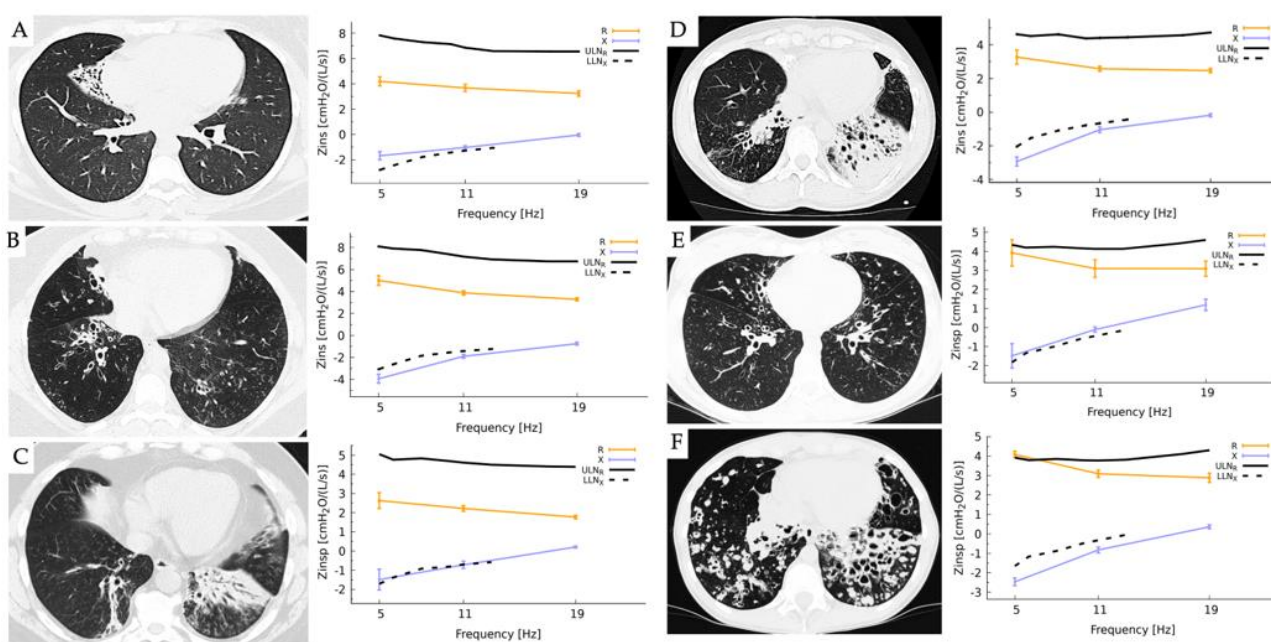 A
Zins [cmH2O/(L/s)]
8
6
4
2
0
-2
5
11
19
Frequency [Hz]
R
X
ULNR
LLNX
B
Zins [cmH2O/(L/s)]
8
6
4
2
0
-2
-4
5
11
19
Frequency [Hz]
R
X
ULNR
LLNX
C
Zinsp [cmH2O/(L/s)]
5
4
3
2
1
0
-1
-2
5
11
19
Frequency [Hz]
R
X
ULNR
LLNX
D
Zins [cmH2O/(L/s)]
4
2
0
-2
-4
5
11
19
Frequency [Hz]
R
X
ULNR
LLNX
E
Zinsp [cmH2O/(L/s)]
5
4
3
2
1
0
-1
-2
5
11
19
Frequency [Hz]
R
X
ULNR
LLNX
F
Zinsp [cmH2O/(L/s)]
5
4
3
2
1
0
-1
-2
-3
5
11
19
Frequency [Hz]
R
X
ULNR
LLNX